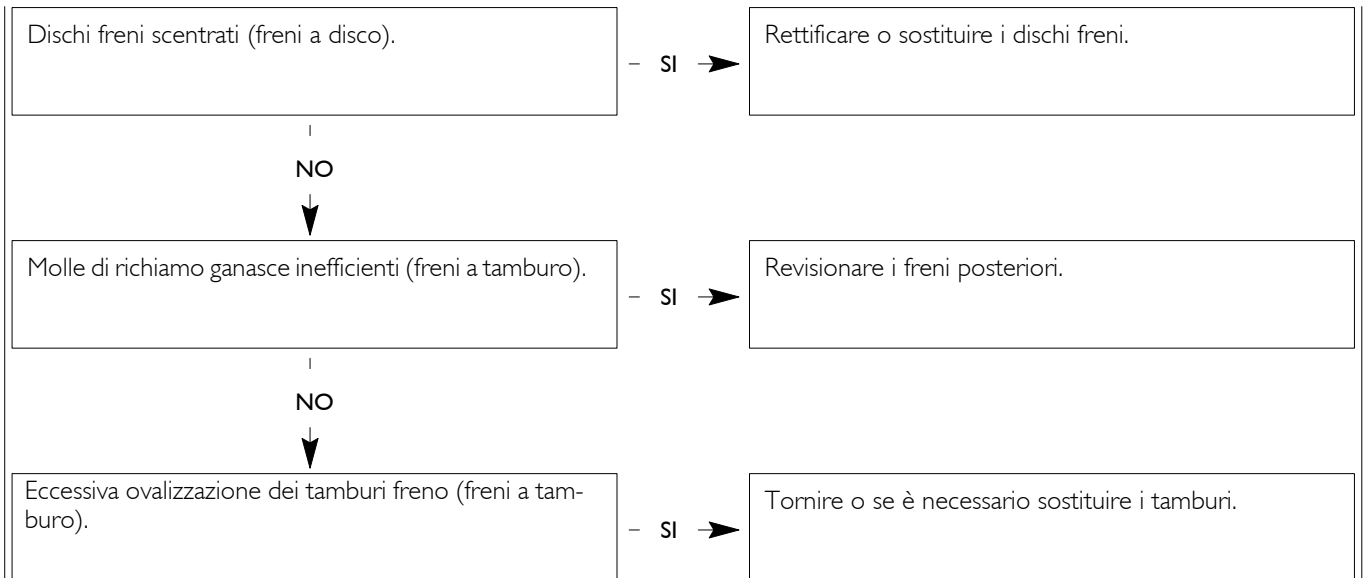 Dischi freni scentrati (freni a disco).
SI
Rettificare o sostituire i dischi freni.
NO
Molle di richiamo ganasce inefficienti (freni a tamburo).
SI
Revisionare i freni posteriori.
NO
Eccessiva ovalizzazione dei tamburi freno (freni a tam-
buro).
SI
Tornire o se è necessario sostituire i tamburi.